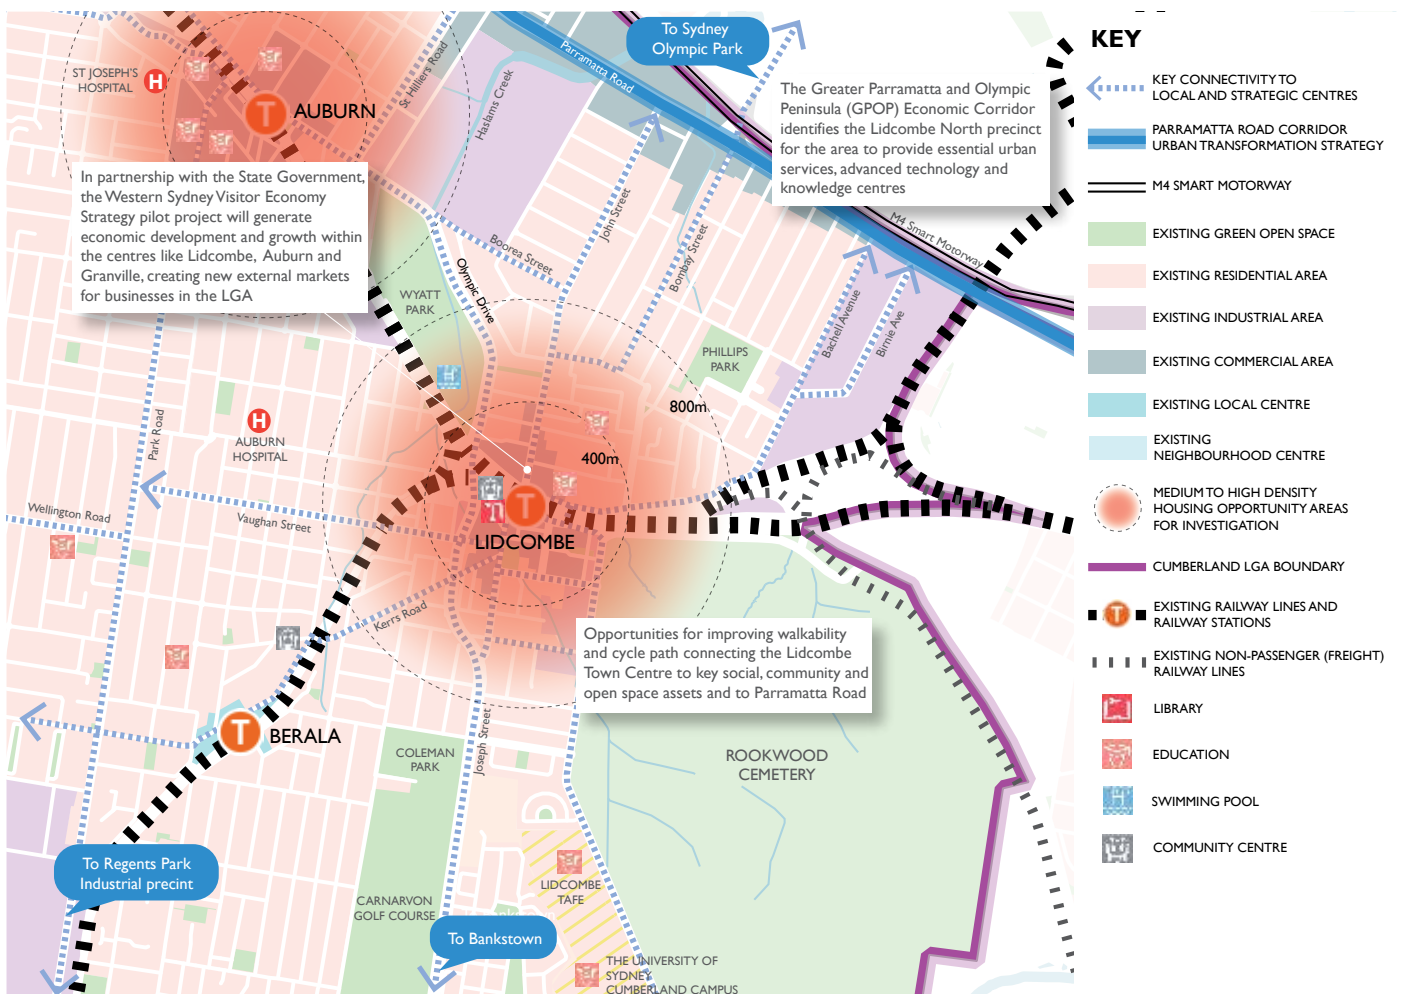 To Sydney
Olympic Park
KEY
ST JOSEPH'S
HOSPITAL
H
T
AUBURN
St Hilliers Road
Haslams Creek
Parramatta Road
The Greater Parramatta and Olympic
Peninsula (GPOP) Economic Corridor
identifies the Lidcombe North precinct
for the area to provide essential urban
services, advanced technology and
knowledge centres
In partnership with the State Government,
the Western Sydney Visitor Economy
Strategy pilot project will generate
economic development and growth within
the centres like Lidcombe, Auburn and
Granville, creating new external markets
for businesses in the LGA
John Street
Bombay Street
M4 Smart Motorway
Boorea Street
Olympic Drive
WYATT
PARK
Bachell Avenue
Birnie Ave
PHILLIPS
PARK
800m
400m
H
AUBURN
HOSPITAL
Park Road
Wellington Road
Vaughan Street
T
LIDCOMBE
Kerrs Road
Opportunities for improving walkability
and cycle path connecting the Lidcombe
Town Centre to key social, community and
open space assets and to Parramatta Road
T
BERALA
COLEMAN
PARK
Joseph Street
ROOKWOOD
CEMETERY
To Regents Park
Industrial precint
LIDCOMBE
TAFE
CARNARVON
GOLF COURSE
To Bankstown
THE UNIVERSITY OF
SYDNEY
CUMBERLAND CAMPUS
KEY CONNECTIVITY TO
LOCAL AND STRATEGIC CENTRES
PARRAMATTA ROAD CORRIDOR
URBAN TRANSFORMATION STRATEGY
M4 SMART MOTORWAY
EXISTING GREEN OPEN SPACE
EXISTING RESIDENTIAL AREA
EXISTING INDUSTRIAL AREA
EXISTING COMMERCIAL AREA
EXISTING LOCAL CENTRE
EXISTING
NEIGHBOURHOOD CENTRE
MEDIUM TO HIGH DENSITY
HOUSING OPPORTUNITY AREAS
FOR INVESTIGATION
CUMBERLAND LGA BOUNDARY
T
EXISTING RAILWAY LINES AND
RAILWAY STATIONS
EXISTING NON-PASSENGER (FREIGHT)
RAILWAY LINES
LIBRARY
EDUCATION
SWIMMING POOL
COMMUNITY CENTRE